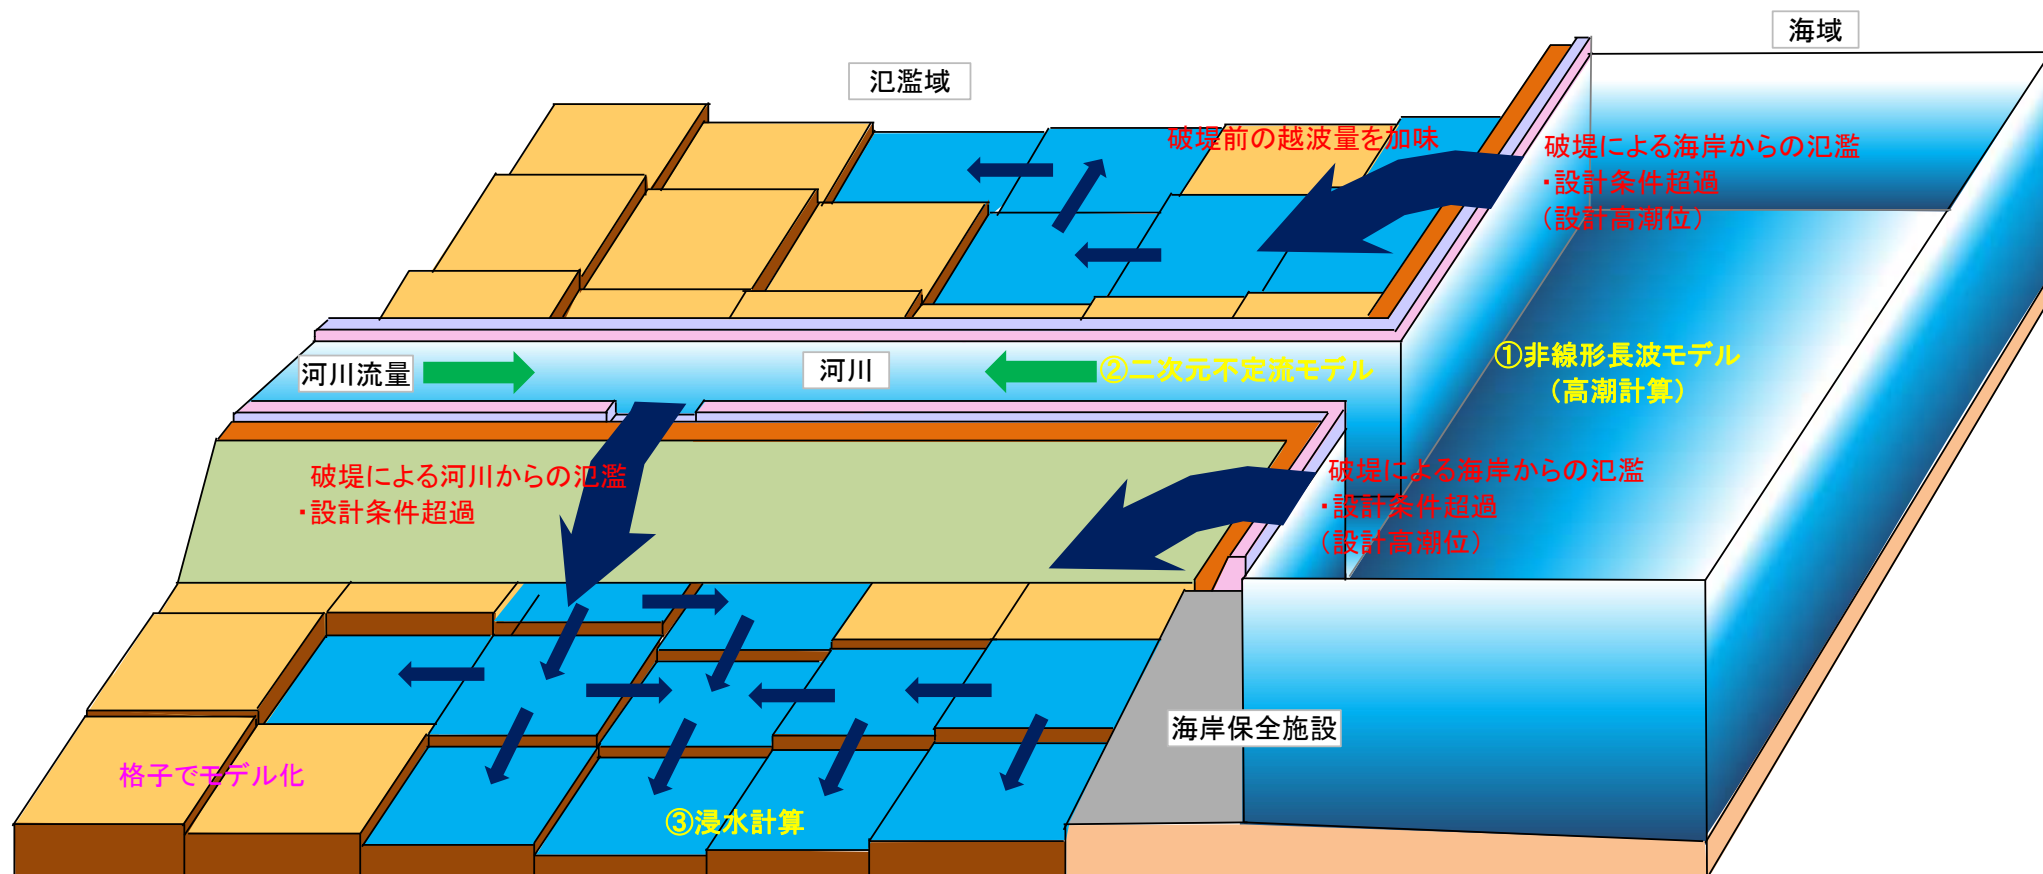 海域
氾濫域
破堤前の越波量を加味
破堤による海岸からの氾濫
・設計条件超過
（設計高潮位）
①非線形長波モデル
（高潮計算）
河川流量
河川
②二次元不定流モデル
破堤による河川からの氾濫
・設計条件超過
破堤による海岸からの氾濫
・設計条件超過
（設計高潮位）
海岸保全施設
格子でモデル化
③浸水計算